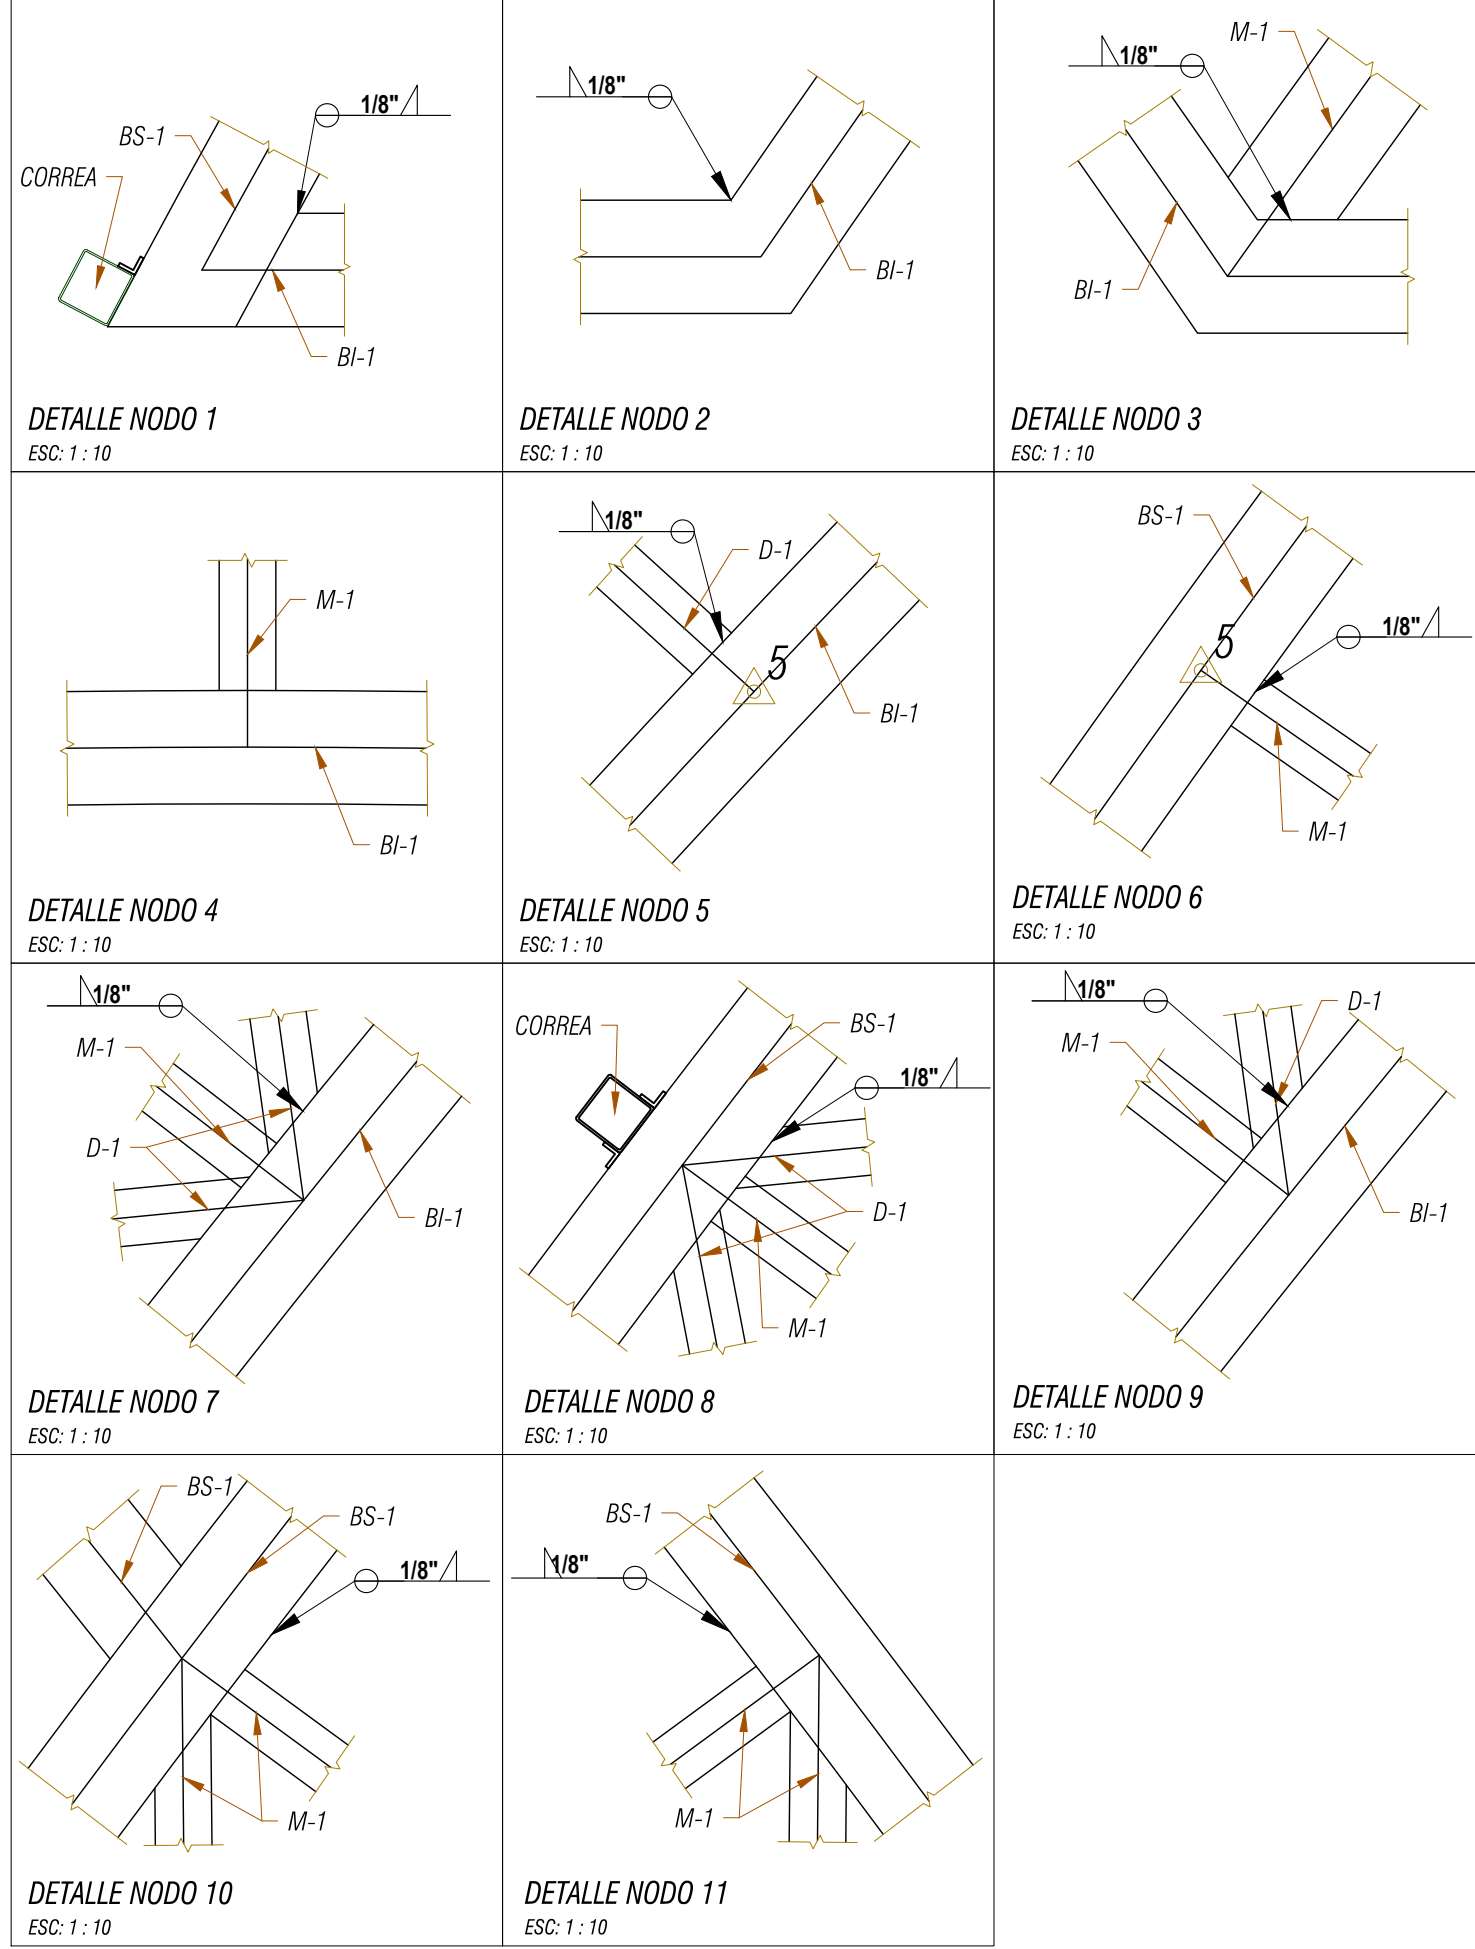 1/8"
BS-1
CORREA
BI-1
DETALLE NODO 1
ESC: 1 : 10
1/8"
BI-1
DETALLE NODO 2
ESC: 1 : 10
M-1
1/8"
BI-1
DETALLE NODO 3
ESC: 1 : 10
M-1
BI-1
DETALLE NODO 4
ESC: 1 : 10
1/8"
D-1
5
BI-1
DETALLE NODO 5
ESC: 1 : 10
BS-1
5
1/8"
M-1
DETALLE NODO 6
ESC: 1 : 10
1/8"
M-1
D-1
BI-1
DETALLE NODO 7
ESC: 1 : 10
CORREA
BS-1
1/8"
D-1
M-1
DETALLE NODO 8
ESC: 1 : 10
1/8"
D-1
M-1
BI-1
DETALLE NODO 9
ESC: 1 : 10
BS-1
BS-1
1/8"
M-1
DETALLE NODO 10
ESC: 1 : 10
BS-1
1/8"
M-1
DETALLE NODO 11
ESC: 1 : 10